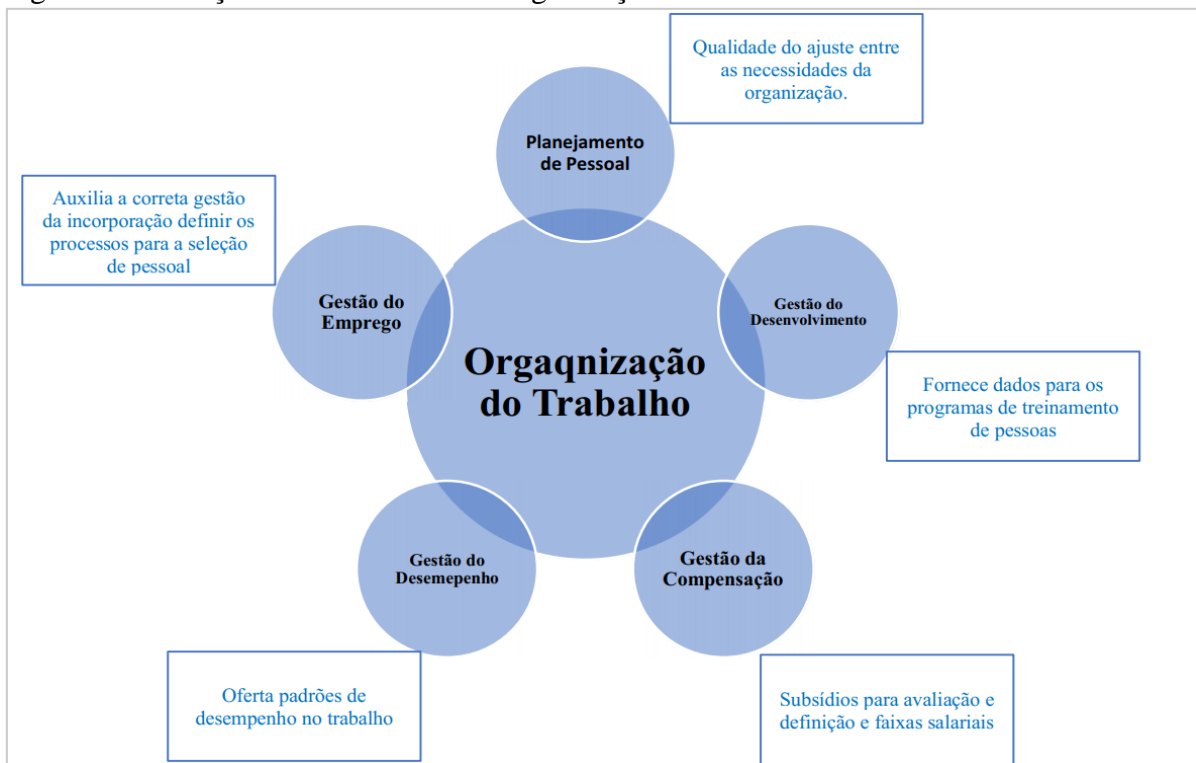 Qualidade do ajuste entre
as necessidades da
organização.
Planejamento
de Pessoal
Auxilia a correta gestão
da incorporação definir os
processos para a seleção
de pessoal
Gestão do
Emprego
Gestão do
Desenvolvimento
Orgaqnização
do Trabalho
Fornece dados para os
programas de treinamento
de pessoas
Gestão do
Desemepenho
Gestão da
Compensação
Oferta padrões de
desempenho no trabalho
Subsídios para avaliação e
definição e faixas salariais